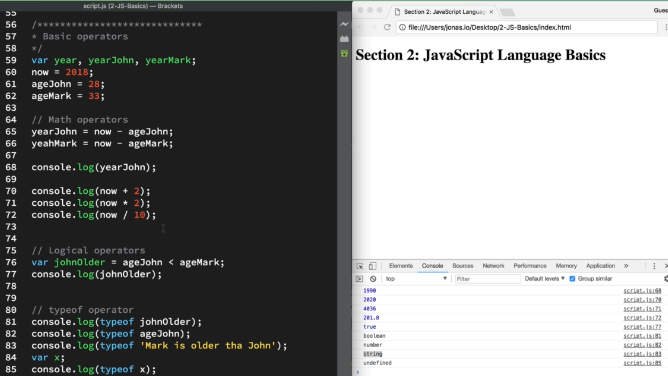 script.js (2-JS-Basics) — Brackets
55
56 /*****************************
57 * Basic operators
58 */
59 var year, yearJohn, yearMark;
60 now = 2018;
61 ageJohn = 28;
62 ageMark = 33;
63
64 // Math operators
65 yearJohn = now - ageJohn;
66 yeahMark = now - ageMark;
67
68 console.log(yearJohn);
69
70 console.log(now + 2);
71 console.log(now * 2);
72 console.log(now / 10);
73
74
75 // Logical operators
76 var johnOlder = ageJohn < ageMark;
77 console.log(johnOlder);
78
79
80 // typeof operator
81 console.log(typeof johnOlder);
82 console.log(typeof ageJohn);
83 console.log(typeof 'Mark is older tha John');
84 var x;
85 console.log(typeof x);
Section 2: JavaScript Languag
Gues
file:///Users/jonas.io/Desktop/2-JS-Basics/index.html
Section 2: JavaScript Language Basics
Elements Console Sources Network Performance Memory Application »
top Filter Default levels ▼ Group similar
1990 script.js:68
2020 script.js:70
4036 script.js:71
201.8 script.js:72
true script.js:77
boolean script.js:81
number script.js:82
string script.js:83
undefined script.js:85
>